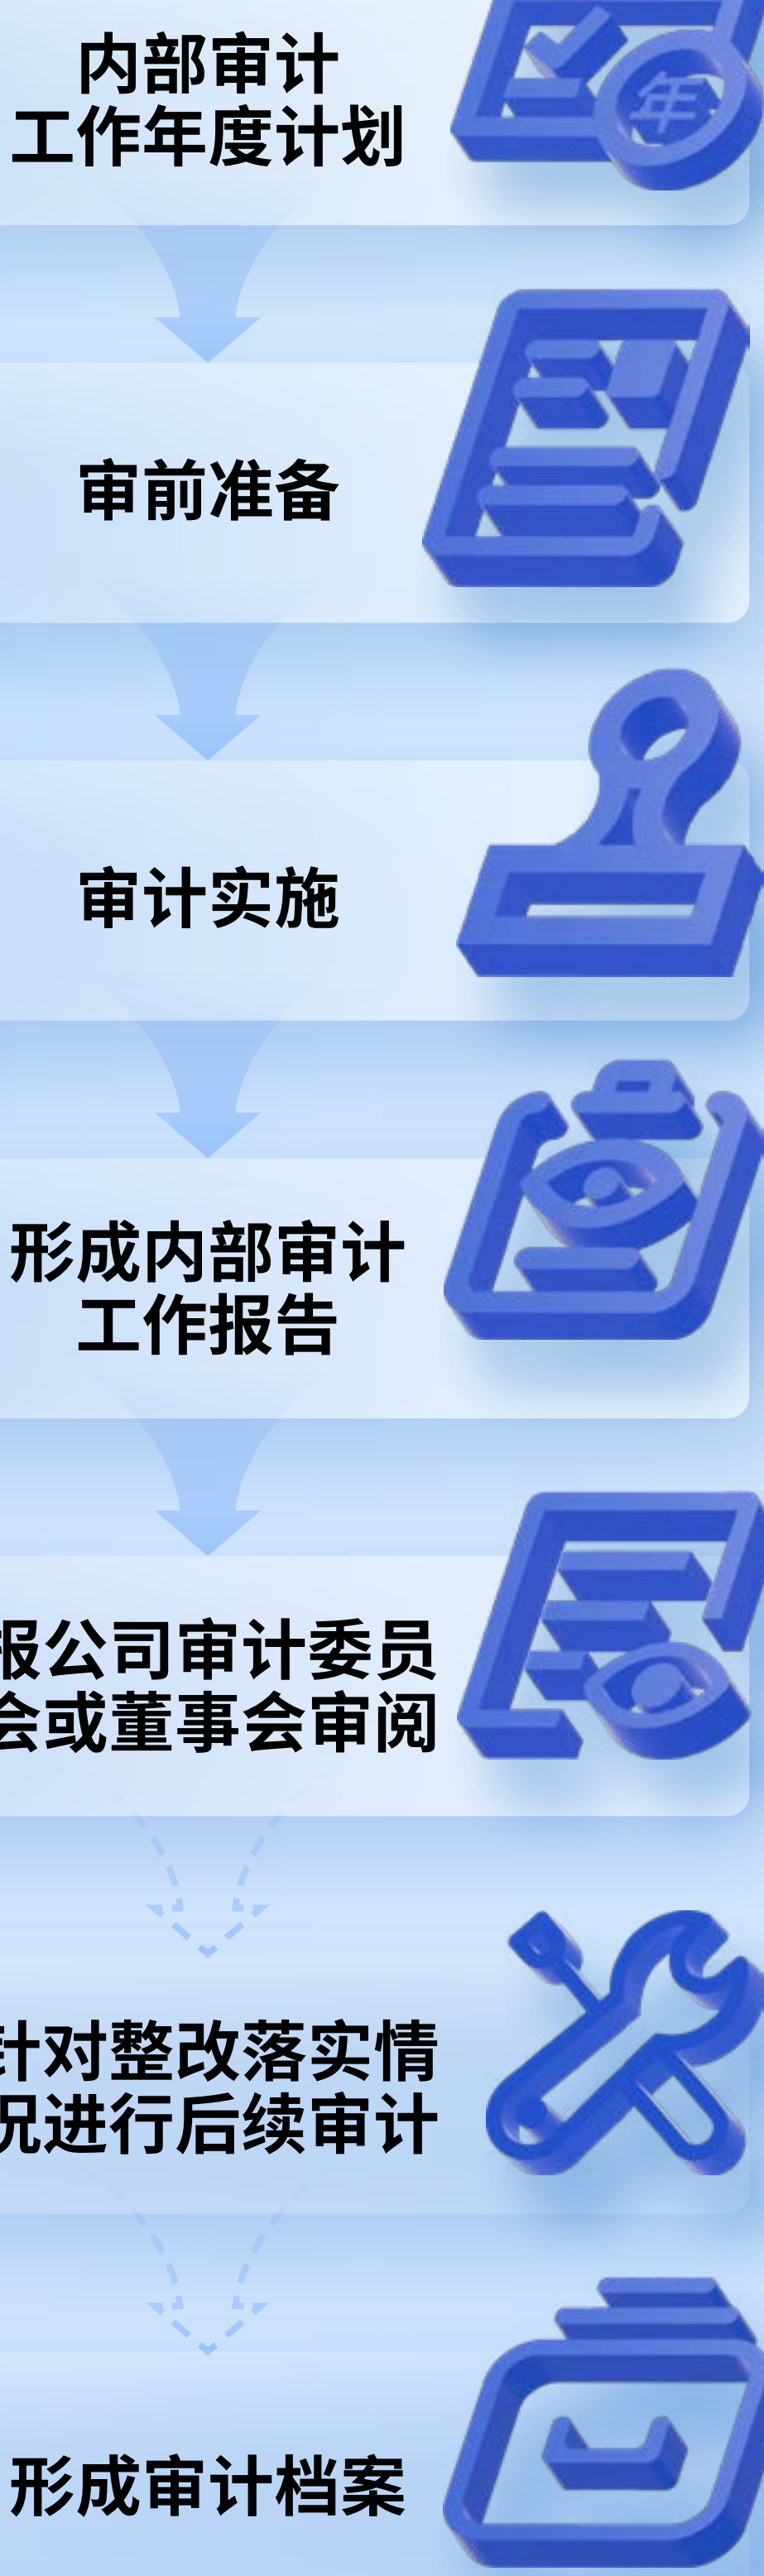 内部审计
工作年度计划
年
审前准备
审计实施
形成内部审计
工作报告
报公司审计委员
会或董事会审阅
针对整改落实情
况进行后续审计
形成审计档案